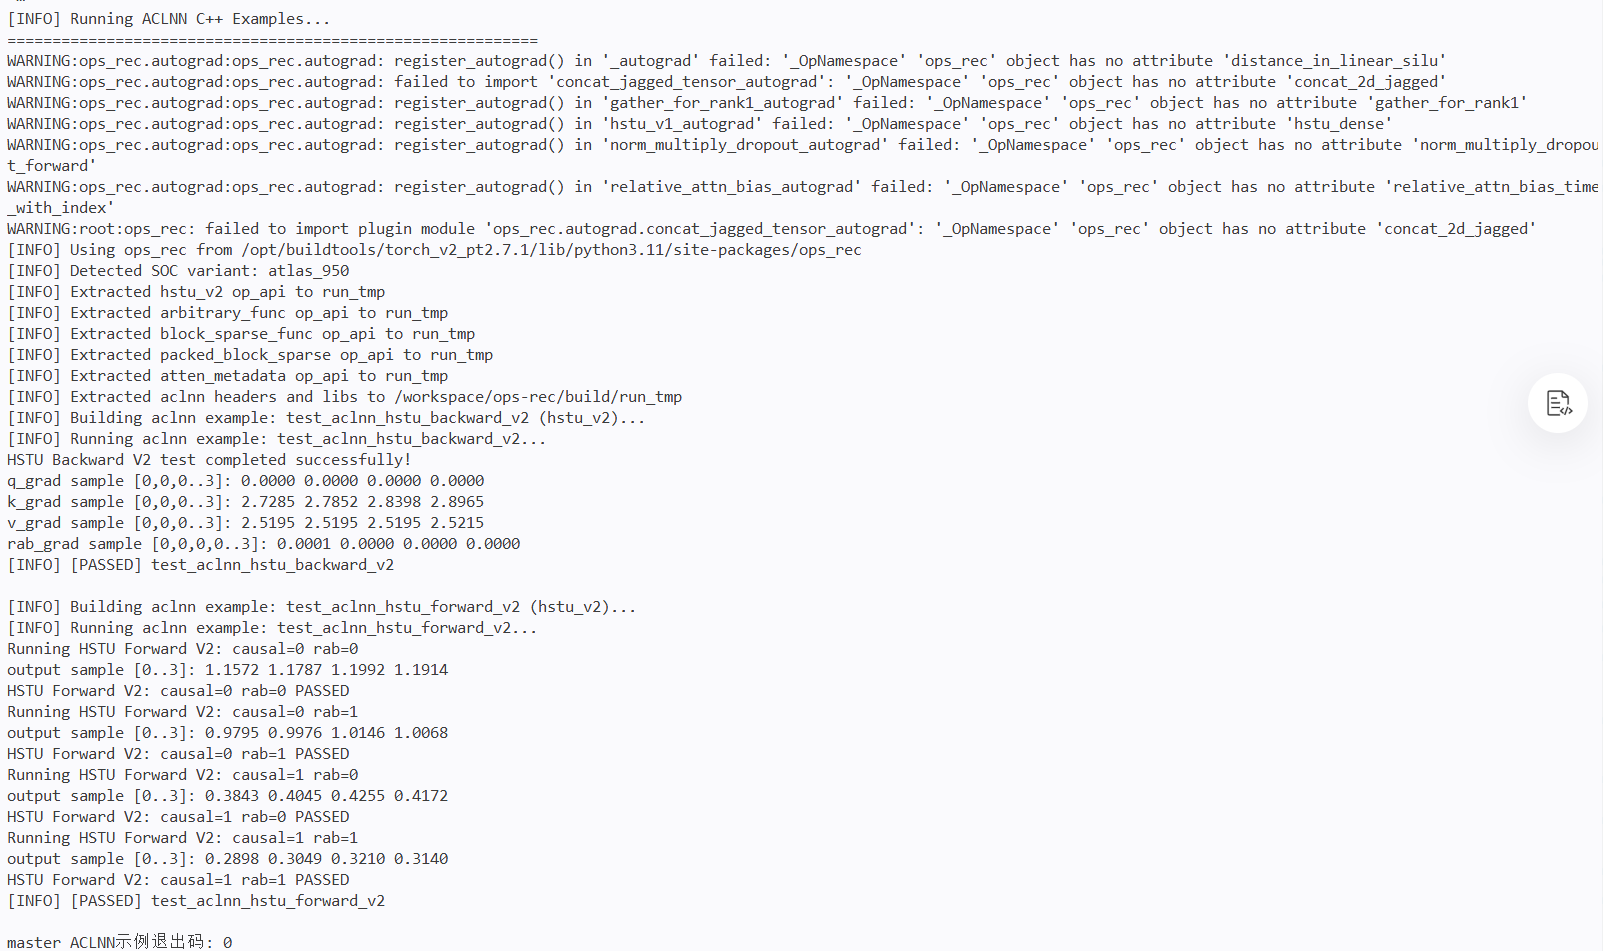 [INFO] Running ACLNN C++ Examples...
===========================================================
WARNING:ops_rec.autograd:ops_rec.autograd: register_autograd() in '_autograd' failed: '_OpNamespace' 'ops_rec' object has no attribute 'distance_in_linear_silu'
WARNING:ops_rec.autograd:ops_rec.autograd: failed to import 'concat_jagged_tensor_autograd': '_OpNamespace' 'ops_rec' object has no attribute 'concat_2d_jagged'
WARNING:ops_rec.autograd:ops_rec.autograd: register_autograd() in 'gather_for_rank1_autograd' failed: '_OpNamespace' 'ops_rec' object has no attribute 'gather_for_rank1'
WARNING:ops_rec.autograd:ops_rec.autograd: register_autograd() in 'hstu_v1_autograd' failed: '_OpNamespace' 'ops_rec' object has no attribute 'hstu_dense'
WARNING:ops_rec.autograd:ops_rec.autograd: register_autograd() in 'norm_multiply_dropout_autograd' failed: '_OpNamespace' 'ops_rec' object has no attribute 'norm_multiply_dropou
t_forward'
WARNING:ops_rec.autograd:ops_rec.autograd: register_autograd() in 'relative_attn_bias_autograd' failed: '_OpNamespace' 'ops_rec' object has no attribute 'relative_attn_bias_time
_with_index'
WARNING:root:ops_rec: failed to import plugin module 'ops_rec.autograd.concat_jagged_tensor_autograd': '_OpNamespace' 'ops_rec' object has no attribute 'concat_2d_jagged'
[INFO] Using ops_rec from /opt/buildtools/torch_v2_pt2.7.1/lib/python3.11/site-packages/ops_rec
[INFO] Detected SOC variant: atlas_950
[INFO] Extracted hstu_v2 op_api to run_tmp
[INFO] Extracted arbitrary_func op_api to run_tmp
[INFO] Extracted block_sparse_func op_api to run_tmp
[INFO] Extracted packed_block_sparse op_api to run_tmp
[INFO] Extracted atten_metadata op_api to run_tmp
[INFO] Extracted aclnn headers and libs to /workspace/ops-rec/build/run_tmp
[INFO] Building aclnn example: test_aclnn_hstu_backward_v2 (hstu_v2)...
[INFO] Running aclnn example: test_aclnn_hstu_backward_v2...
HSTU Backward V2 test completed successfully!
q_grad sample [0,0,0..3]: 0.0000 0.0000 0.0000 0.0000
k_grad sample [0,0,0..3]: 2.7285 2.7852 2.8398 2.8965
v_grad sample [0,0,0..3]: 2.5195 2.5195 2.5195 2.5215
rab_grad sample [0,0,0,0..3]: 0.0001 0.0000 0.0000 0.0000
[INFO] [PASSED] test_aclnn_hstu_backward_v2
[INFO] Building aclnn example: test_aclnn_hstu_forward_v2 (hstu_v2)...
[INFO] Running aclnn example: test_aclnn_hstu_forward_v2...
Running HSTU Forward V2: causal=0 rab=0
output sample [0..3]: 1.1572 1.1787 1.1992 1.1914
HSTU Forward V2: causal=0 rab=0 PASSED
Running HSTU Forward V2: causal=0 rab=1
output sample [0..3]: 0.9795 0.9976 1.0146 1.0068
HSTU Forward V2: causal=0 rab=1 PASSED
Running HSTU Forward V2: causal=1 rab=0
output sample [0..3]: 0.3843 0.4045 0.4255 0.4172
HSTU Forward V2: causal=1 rab=0 PASSED
Running HSTU Forward V2: causal=1 rab=1
output sample [0..3]: 0.2898 0.3049 0.3210 0.3140
HSTU Forward V2: causal=1 rab=1 PASSED
[INFO] [PASSED] test_aclnn_hstu_forward_v2
master ACLNN示例退出码: 0